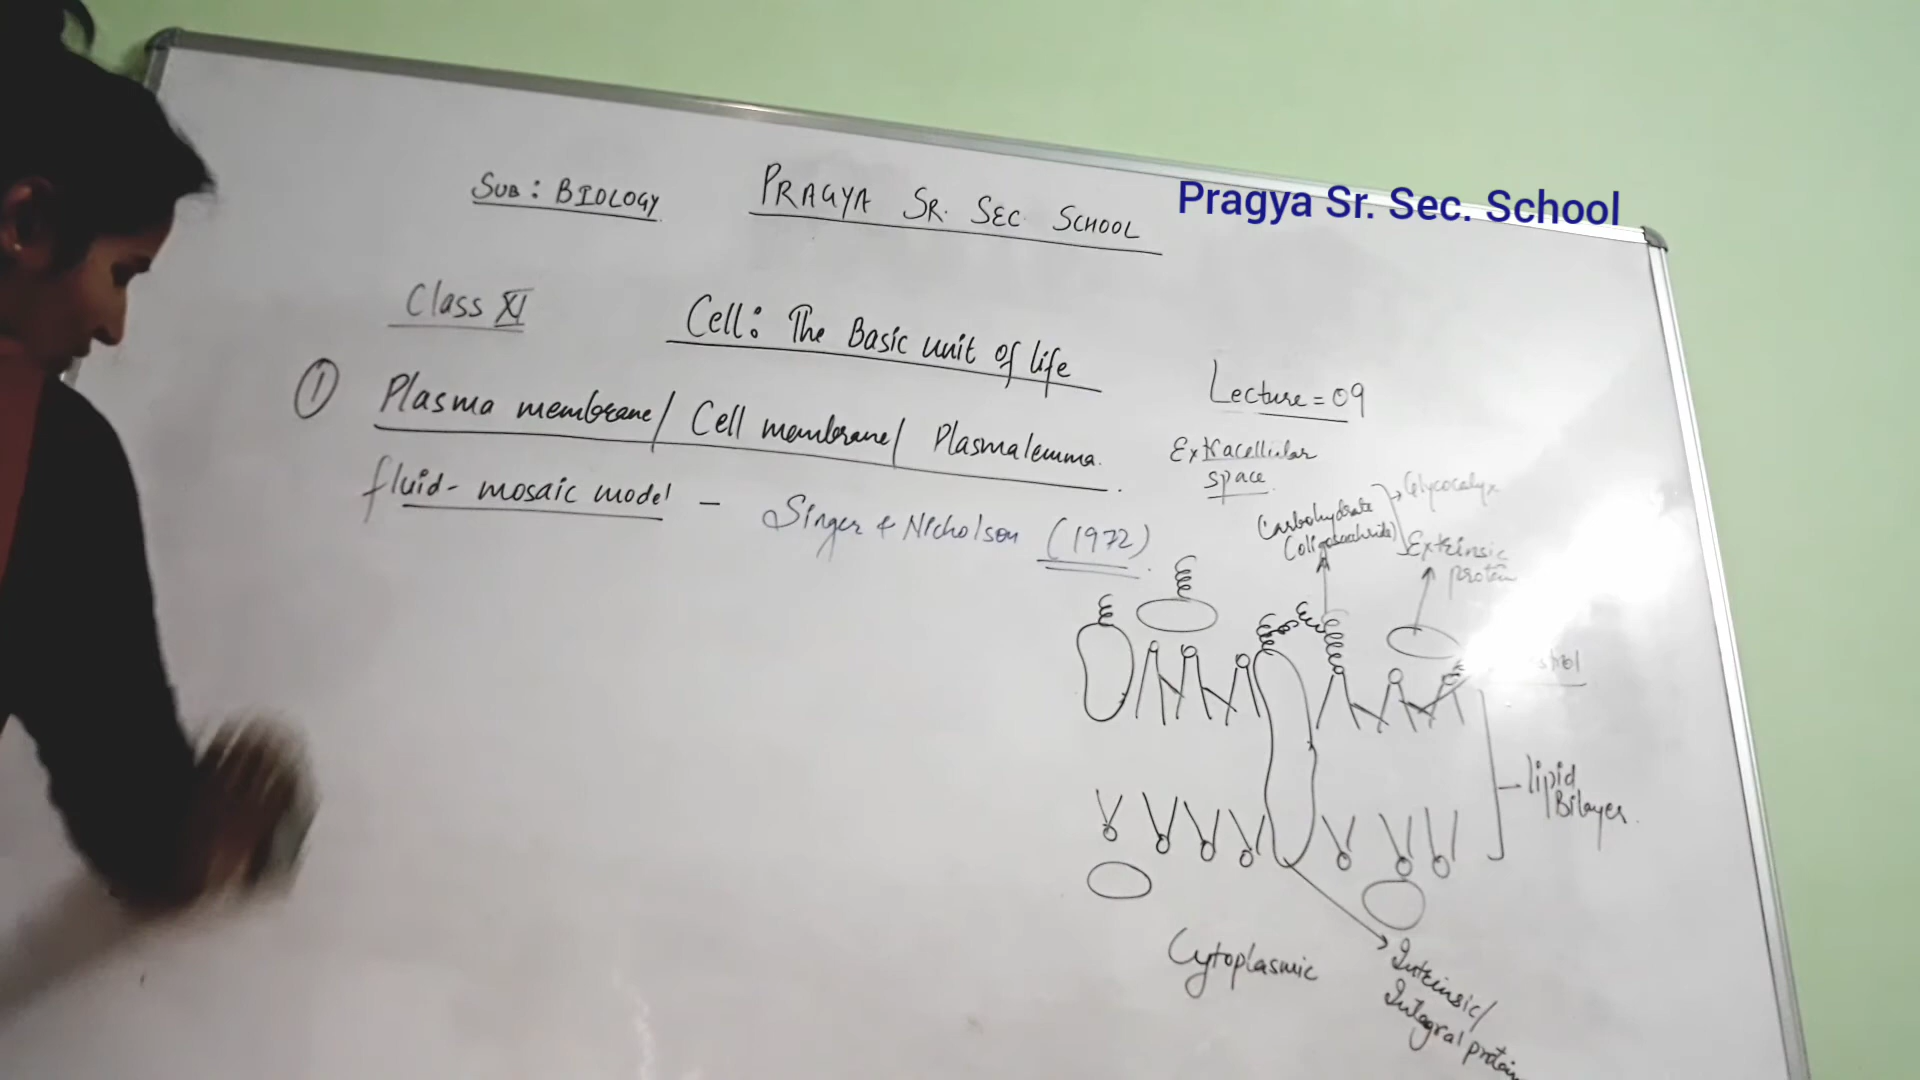 SUB: BIOLOGY
PRAGYA SR. SEC SCHOOL
Pragya Sr. Sec. School
Class XI
Cell: The Basic unit of life
Lecture = 09
① Plasma membrane/ Cell membrane/ Plasmalemma.
fluid- mosaic model - Singer & Nicholson (1972).
Extracellular
space
Glycocalyx
Carbohydrate
(oligosachride)
Extrinsic
protein
lipid
Bilayer.
Cytoplasmic
Intrinsic/
Integral protein